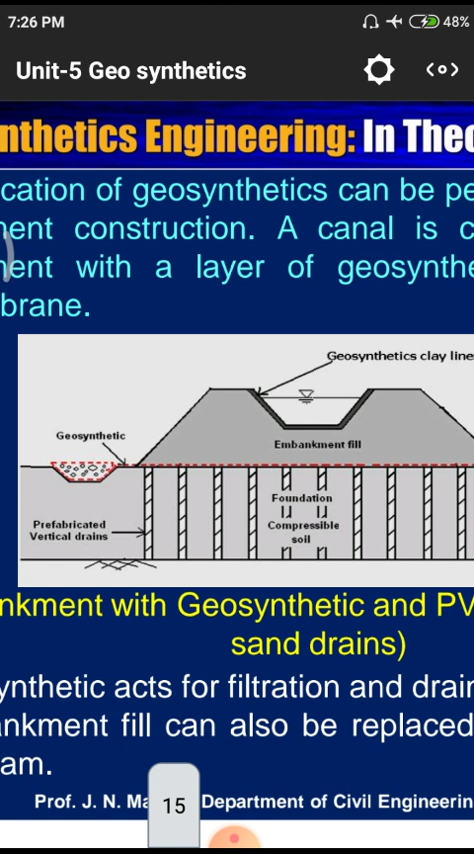 7:26 PM
48%
Unit-5 Geo synthetics
nthetics Engineering: In Theo
cation of geosynthetics can be pe
nent construction. A canal is c
nent with a layer of geosynthe
brane.
Geosynthetics clay line
Geosynthetic
Embankment fill
Foundation
Prefabricated
Vertical drains
Compressible
soil
nkment with Geosynthetic and PV
sand drains)
ynthetic acts for filtration and drain
ankment fill can also be replaced
am.
Prof. J. N. Ma
15
Department of Civil Engineerin